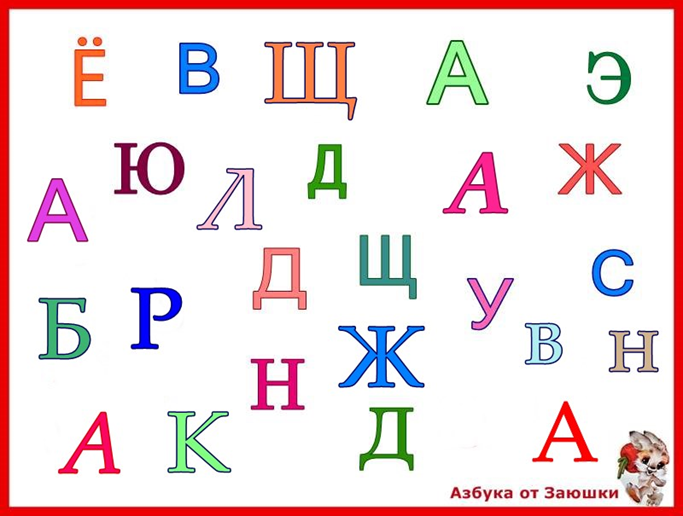 Ё В Щ А Э
Ю Д А Ж
А Л
Д Щ С
Б Р У
Ж В Н
Н
А К Д А
Азбука от Заюшки